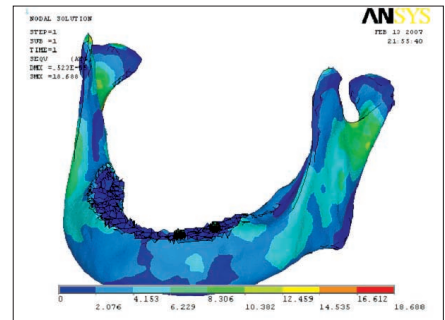 NODAL SOLUTION
ANSYS
STEP=1
SUB =1
TIME=1
FEB 13 2007
21:55:40
SEQV
DMX
SMX =18.688
0 4.153 8.306 12.459 16.612
2.076 6.229 10.382 14.535 18.688